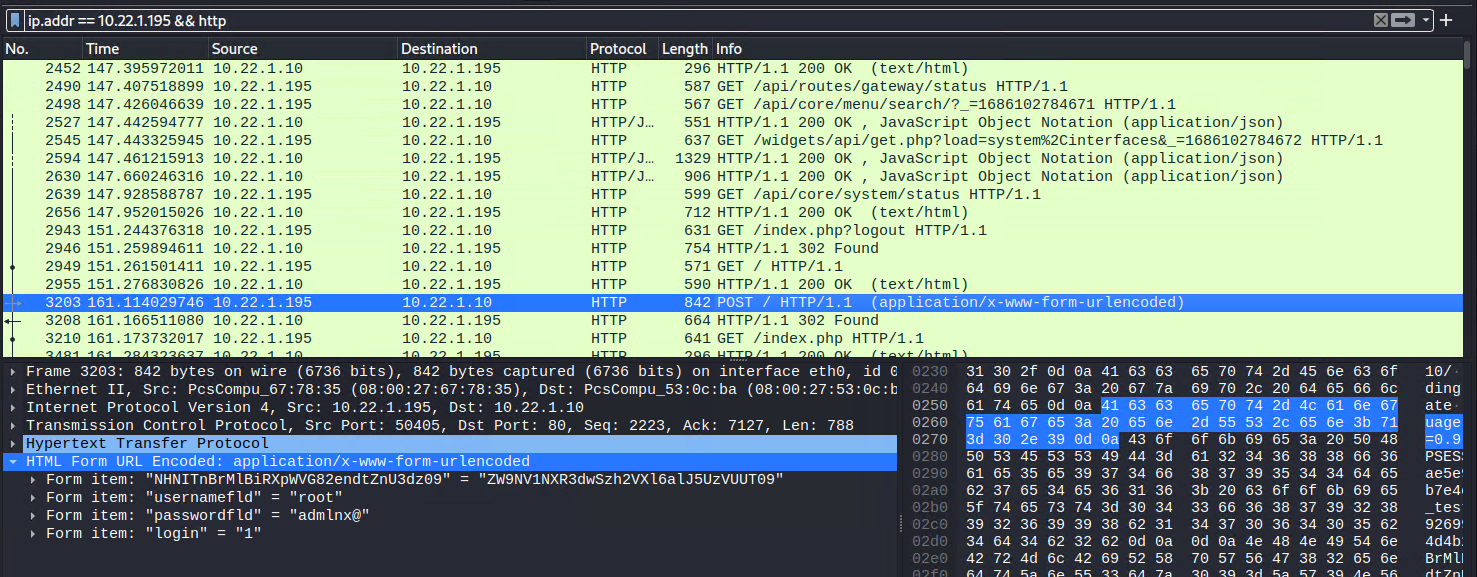 ip.addr == 10.22.1.195 && http
No. Time Source Destination Protocol Length Info
2452 147.395972011 10.22.1.10 10.22.1.195 HTTP 296 HTTP/1.1 200 OK (text/html)
2490 147.407518899 10.22.1.195 10.22.1.10 HTTP 587 GET /api/routes/gateway/status HTTP/1.1
2498 147.426046639 10.22.1.195 10.22.1.10 HTTP 567 GET /api/core/menu/search/?_=1686102784671 HTTP/1.1
2527 147.442594777 10.22.1.10 10.22.1.195 HTTP/J… 551 HTTP/1.1 200 OK , JavaScript Object Notation (application/json)
2545 147.443325945 10.22.1.195 10.22.1.10 HTTP 637 GET /widgets/api/get.php?load=system%2Cinterfaces&_=1686102784672 HTTP/1.1
2594 147.461215913 10.22.1.10 10.22.1.195 HTTP/J… 1329 HTTP/1.1 200 OK , JavaScript Object Notation (application/json)
2630 147.660246316 10.22.1.10 10.22.1.195 HTTP/J… 906 HTTP/1.1 200 OK , JavaScript Object Notation (application/json)
2639 147.928588787 10.22.1.195 10.22.1.10 HTTP 599 GET /api/core/system/status HTTP/1.1
2656 147.952015026 10.22.1.10 10.22.1.195 HTTP 712 HTTP/1.1 200 OK (text/html)
2943 151.244376318 10.22.1.195 10.22.1.10 HTTP 631 GET /index.php?logout HTTP/1.1
2946 151.259894611 10.22.1.10 10.22.1.195 HTTP 754 HTTP/1.1 302 Found
2949 151.261501411 10.22.1.195 10.22.1.10 HTTP 571 GET / HTTP/1.1
2955 151.276830826 10.22.1.10 10.22.1.195 HTTP 590 HTTP/1.1 200 OK (text/html)
3203 161.114029746 10.22.1.195 10.22.1.10 HTTP 842 POST / HTTP/1.1 (application/x-www-form-urlencoded)
3208 161.166511080 10.22.1.10 10.22.1.195 HTTP 664 HTTP/1.1 302 Found
3210 161.173732017 10.22.1.195 10.22.1.10 HTTP 641 GET /index.php HTTP/1.1
3481 161.284323637 10.22.1.10 10.22.1.195 HTTP 296 HTTP/1.1 200 OK (text/html)
Frame 3203: 842 bytes on wire (6736 bits), 842 bytes captured (6736 bits) on interface eth0, id 0
Ethernet II, Src: PcsCompu_67:78:35 (08:00:27:67:78:35), Dst: PcsCompu_53:0c:ba (08:00:27:53:0c:b
Internet Protocol Version 4, Src: 10.22.1.195, Dst: 10.22.1.10
Transmission Control Protocol, Src Port: 50405, Dst Port: 80, Seq: 2223, Ack: 7127, Len: 788
Hypertext Transfer Protocol
HTML Form URL Encoded: application/x-www-form-urlencoded
Form item: "NHNITnBrMlBiRXpWVG82endtZnU3dz09" = "ZW9NV1NXR3dwSzh2VXl6alJ5UzVUUT09"
Form item: "usernamefld" = "root"
Form item: "passwordfld" = "admlnx@"
Form item: "login" = "1"
0230 31 30 2f 0d 0a 41 63 63 65 70 74 2d 45 6e 63 6f 10/·
0240 64 69 6e 67 3a 20 67 7a 69 70 2c 20 64 65 66 6c ding
0250 61 74 65 0d 0a 41 63 63 65 70 74 2d 4c 61 6e 67 ate·
0260 75 61 67 65 3a 20 65 6e 2d 55 53 2c 65 6e 3b 71 uage
0270 3d 30 2e 39 0d 0a 43 6f 6f 6b 69 65 3a 20 50 48 =0.9
0280 50 53 45 53 53 49 44 3d 61 32 34 36 38 38 66 36 PSES
0290 61 65 35 65 39 37 34 66 38 37 39 35 34 34 64 65 ae5e
02a0 62 37 65 34 65 36 31 36 3b 20 63 6f 6f 6b 69 65 b7e4
02b0 5f 74 65 73 74 3d 30 34 33 66 36 38 37 39 32 38 _tes
02c0 39 32 36 39 39 38 62 31 34 37 30 36 34 30 35 62 9269
02d0 34 64 34 62 32 62 0d 0a 0d 0a 4e 48 4e 49 54 6e 4d4b
02e0 42 72 4d 6c 42 69 52 58 70 57 56 47 38 32 65 6e BrMl
02f0 64 74 5a 6e 55 33 64 7a 30 39 3d 5a 57 39 4e 56 dtZn